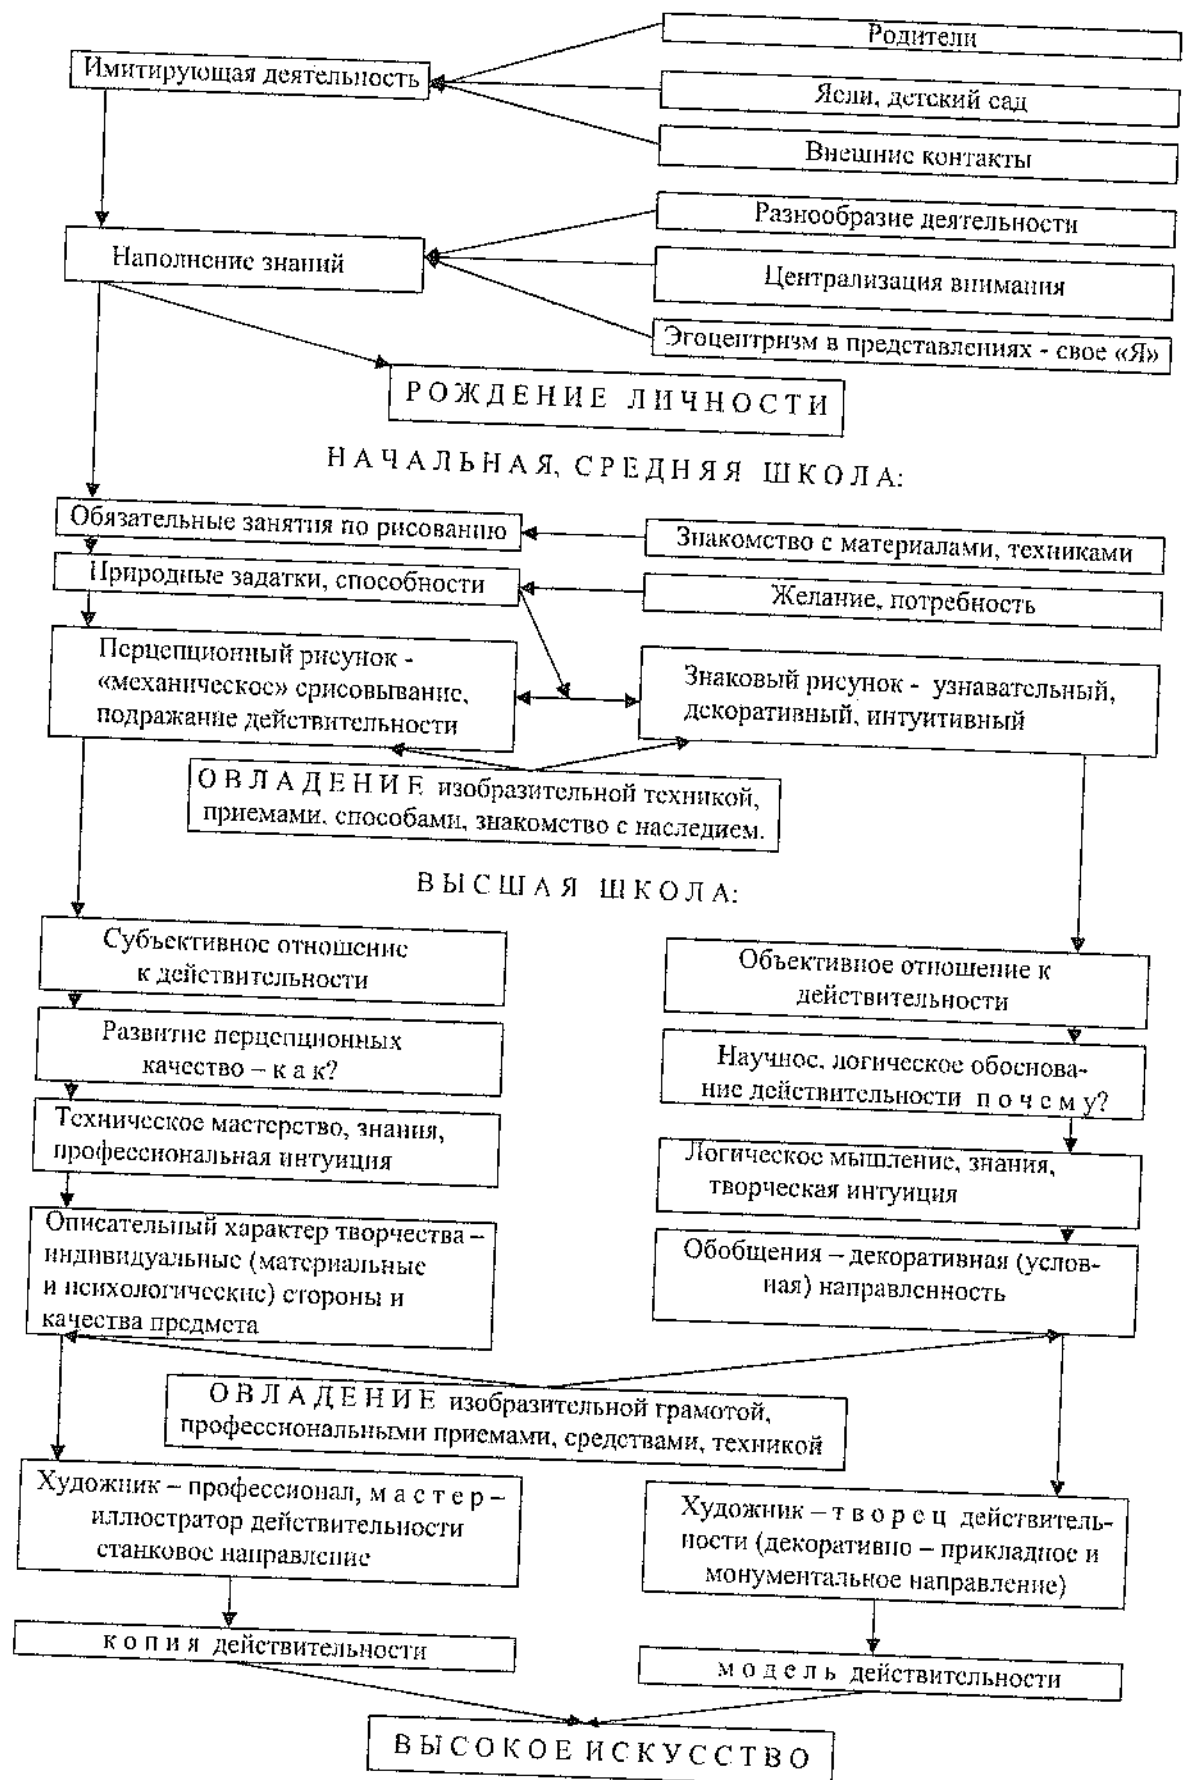 Родители
Имитирующая деятельность
Ясли, детский сад
Внешние контакты
Разнообразие деятельности
Наполнение знаний
Централизация внимания
Эгоцентризм в представлениях - свое «Я»
РОЖДЕНИЕ ЛИЧНОСТИ
НАЧАЛЬНАЯ, СРЕДНЯЯ ШКОЛА:
Обязательные занятия по рисованию
Знакомство с материалами, техниками
Природные задатки, способности
Желание, потребность
Перцепционный рисунок -
«механическое» срисовывание,
подражание действительности
Знаковый рисунок - узнавательный,
декоративный, интуитивный
ОВЛАДЕНИЕ изобразительной техникой,
приемами, способами, знакомство с наследием.
ВЫСШАЯ ШКОЛА:
Субъективное отношение
к действительности
Объективное отношение к
действительности
Развитие перцепционных
качество – к а к?
Научное, логическое обоснова-
ние действительности п о ч е м у?
Техническое мастерство, знания,
профессиональная интуиция
Логическое мышление, знания,
творческая интуиция
Описательный характер творчества –
индивидуальные (материальные
и психологические) стороны и
качества предмета
Обобщения – декоративная (услов-
ная) направленность
ОВЛАДЕНИЕ изобразительной грамотой,
профессиональными приемами, средствами, техникой
Художник – профессионал, м а с т е р –
иллюстратор действительности
станковое направление
Художник – т в о р е ц действитель-
ности (декоративно – прикладное и
монументальное направление)
к о п и я действительности
м о д е л ь действительности
ВЫСОКОЕ ИСКУССТВО